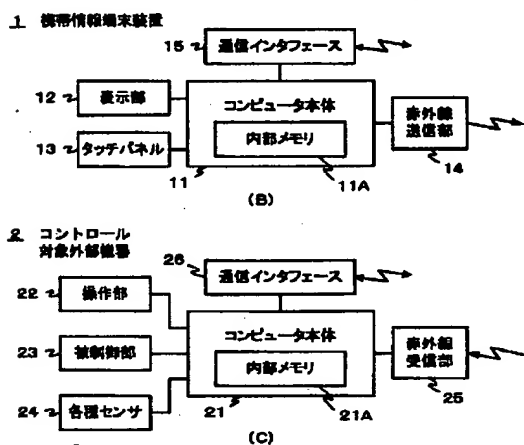 1 携帯情報端末装置
15 通信インタフェース
12 表示部
コンピュータ本体
赤外線
送信部
13 タッチパネル
内部メモリ
11 11A 14
(B)
2 コントロール
対象外部機器
26 通信インタフェース
22 操作部
コンピュータ本体
赤外線
受信部
23 被制御部
内部メモリ
24 各種センサ
21 21A 25
(C)